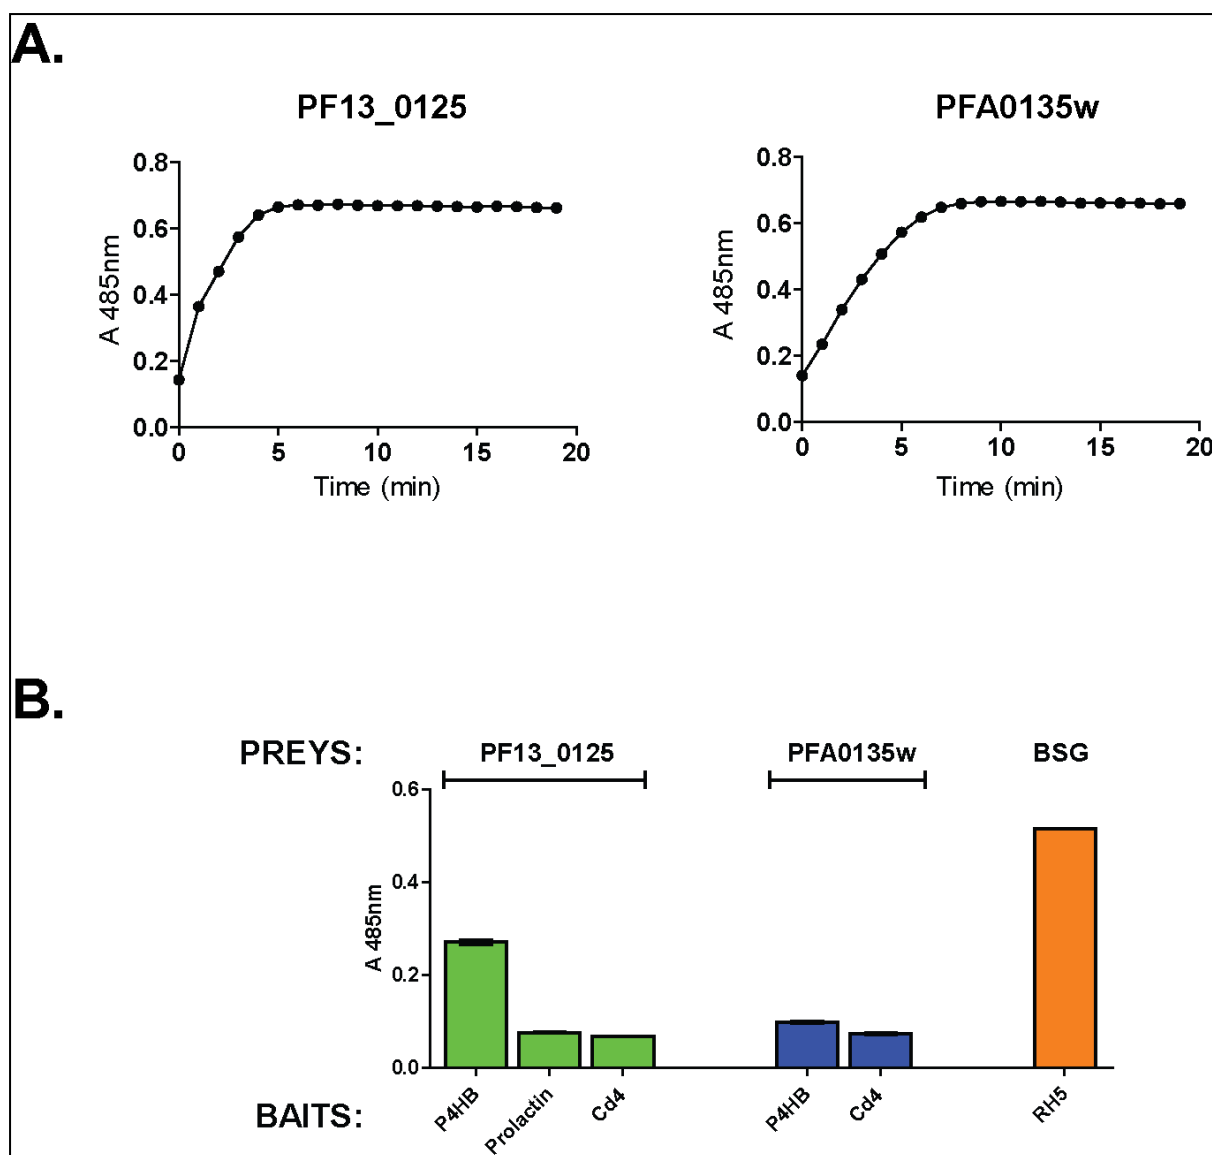 A.
PF13_0125
PFA0135w
0.8
0.6
0.4
0.2
0.0
A 485nm
0
5
10
15
20
Time (min)
0.8
0.6
0.4
0.2
0.0
A 485nm
0
5
10
15
20
Time (min)
B.
PREYS:
PF13_0125
PFA0135w
BSG
0.6
0.4
0.2
0.0
A 485nm
BAITS:
P4HB
Prolactin
Cd4
P4HB
Cd4
RH5